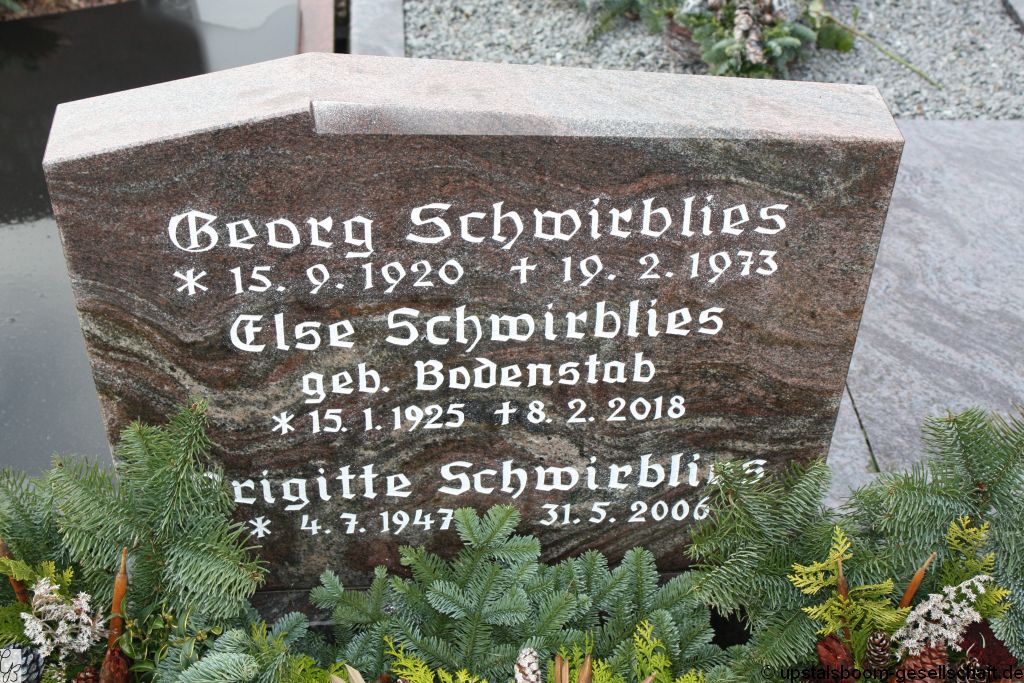 Georg Schwirblies
* 15. 9. 1920 † 19. 2. 1973
Else Schwirblies
geb. Bodenstab
* 15. 1. 1925 † 8. 2. 2018
Brigitte Schwirblies
* 4. 7. 1947 31. 5. 2006
© upstalsboom-gesellschaft.de